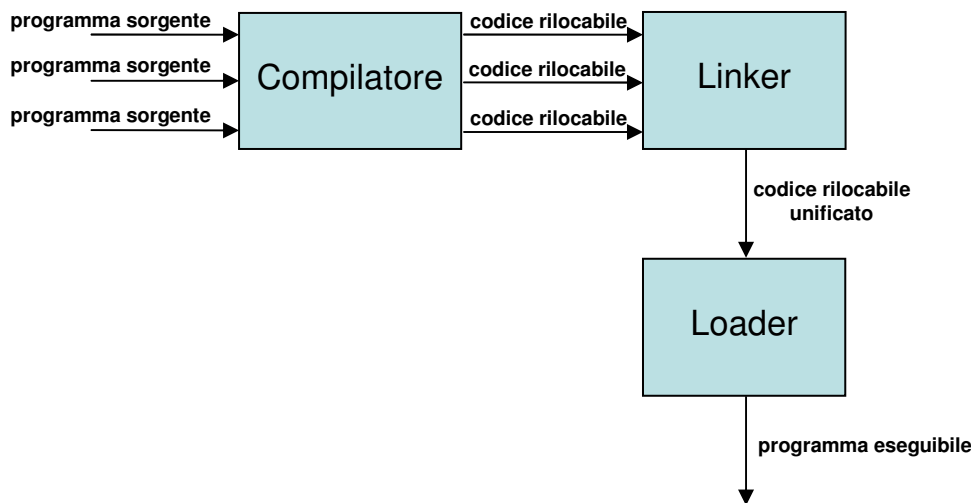 programma sorgente
programma sorgente
programma sorgente
Compilatore
codice rilocabile
codice rilocabile
codice rilocabile
Linker
codice rilocabile
unificato
Loader
programma eseguibile